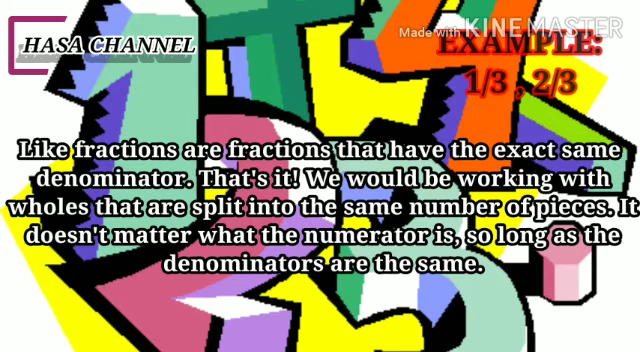 HASA CHANNEL
Made with KINEMASTER
EXAMPLE:
1/3 , 2/3
Like fractions are fractions that have the exact same
denominator. That's it! We would be working with
wholes that are split into the same number of pieces. It
doesn't matter what the numerator is, so long as the
denominators are the same.